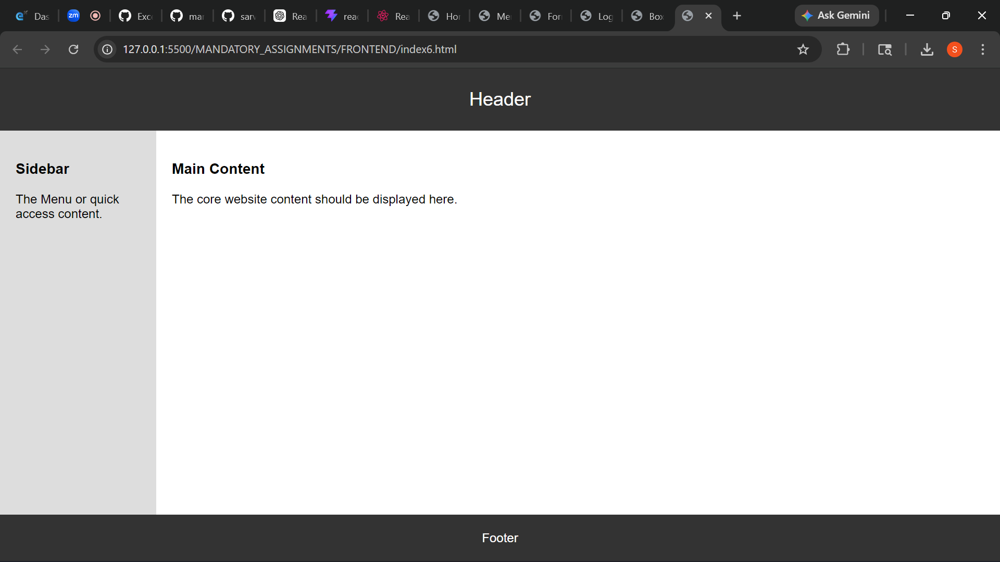 Das
zm
Exc
mai
sarv
Rea
reac
Rea
Hor
Me
For
Log
Box
Ask Gemini
127.0.0.1:5500/MANDATORY_ASSIGNMENTS/FRONTEND/index6.html
S
Header
Sidebar
The Menu or quick
access content.
Main Content
The core website content should be displayed here.
Footer